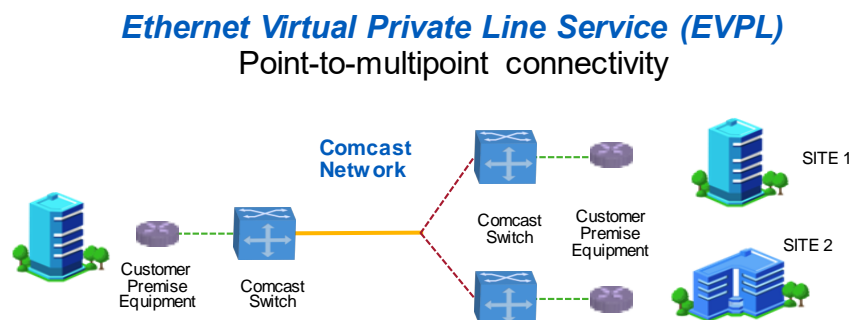 Ethernet Virtual Private Line Service (EVPL)
Point-to-multipoint connectivity
Comcast
Network
SITE 1
Comcast
Switch
Customer
Premise
Equipment
SITE 2
Customer
Premise
Equipment
Comcast
Switch